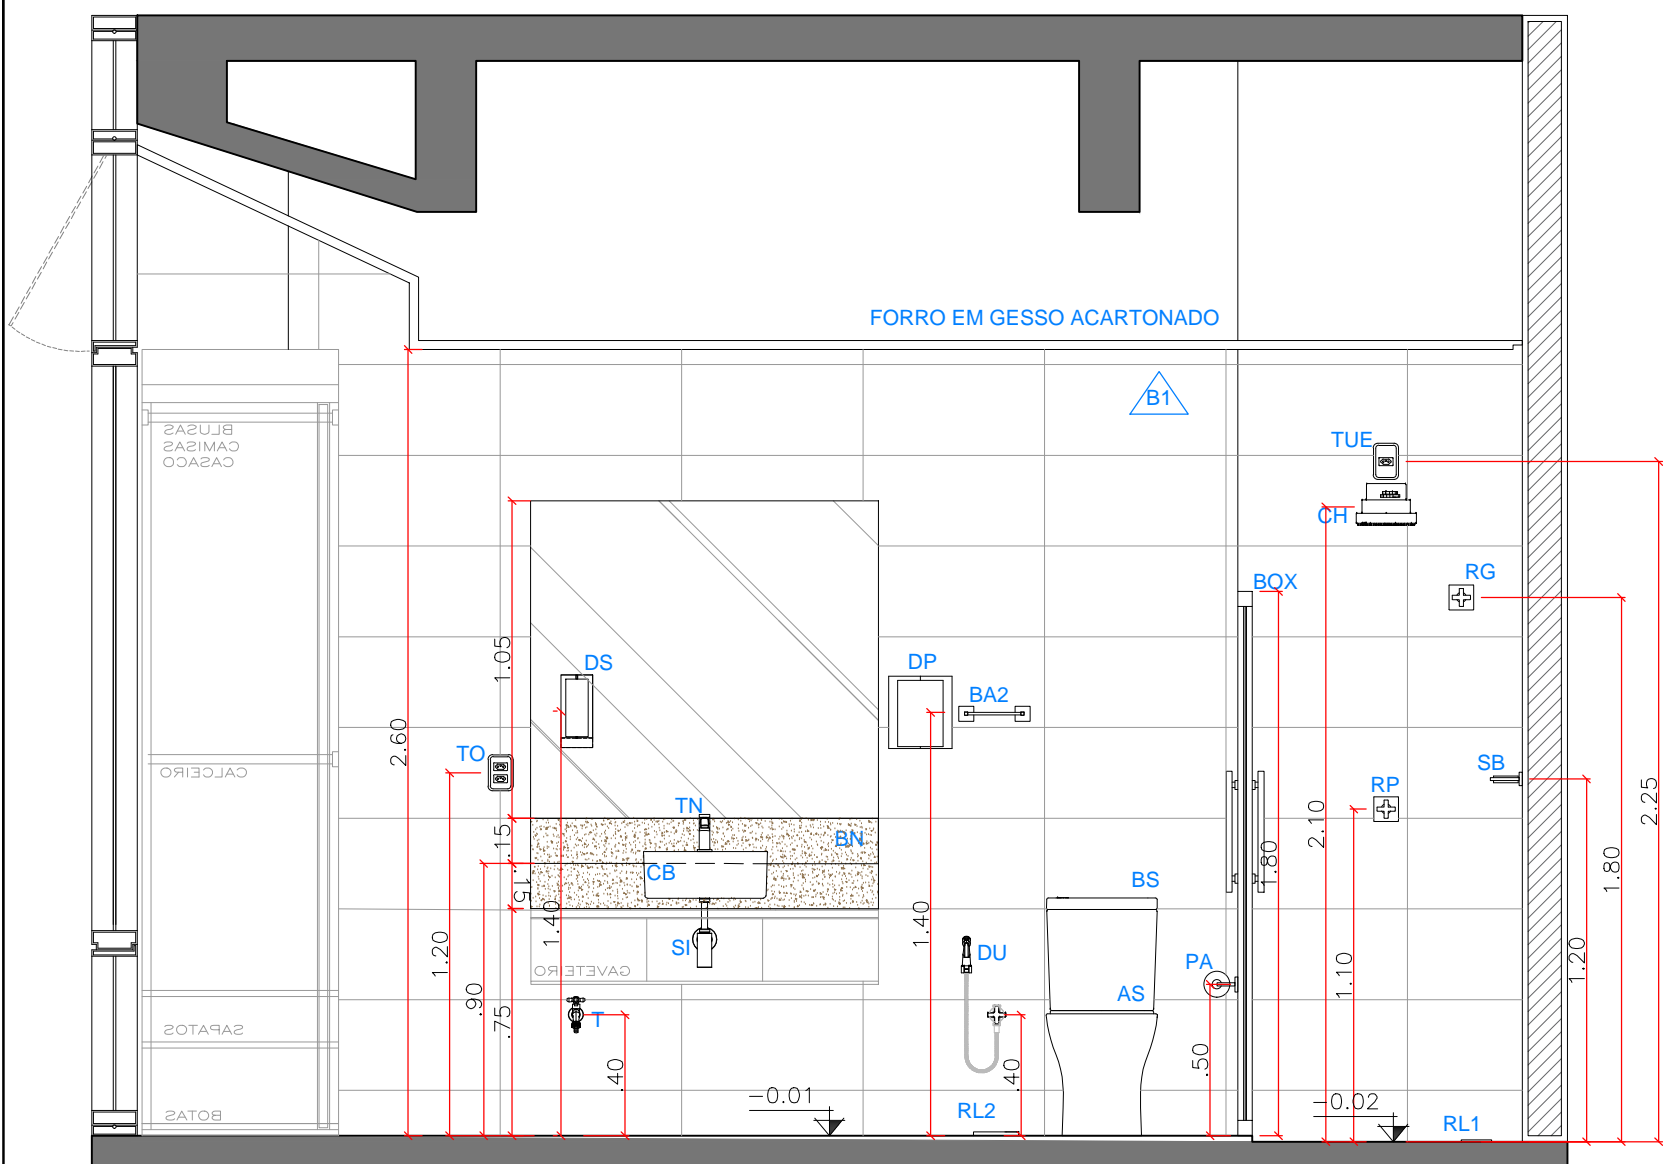 FORRO EM GESSO ACARTONADO
B1
BLUSAS
CAMISAS
CASACO
TUE
CH
2.25
BOX
RG
1.05
DS
DP
BA2
2.60
TO
CALCEIRO
TN
RP
SB
2.10
.15
BN
CB
1.80
1.80
.15
BS
1.40
1.40
1.20
SI
GAVETEIRO
DU
PA
1.10
1.20
.90
.75
T
AS
SAPATOS
.40
.40
.50
BOTAS
-0.01
RL2
-0.02
RL1